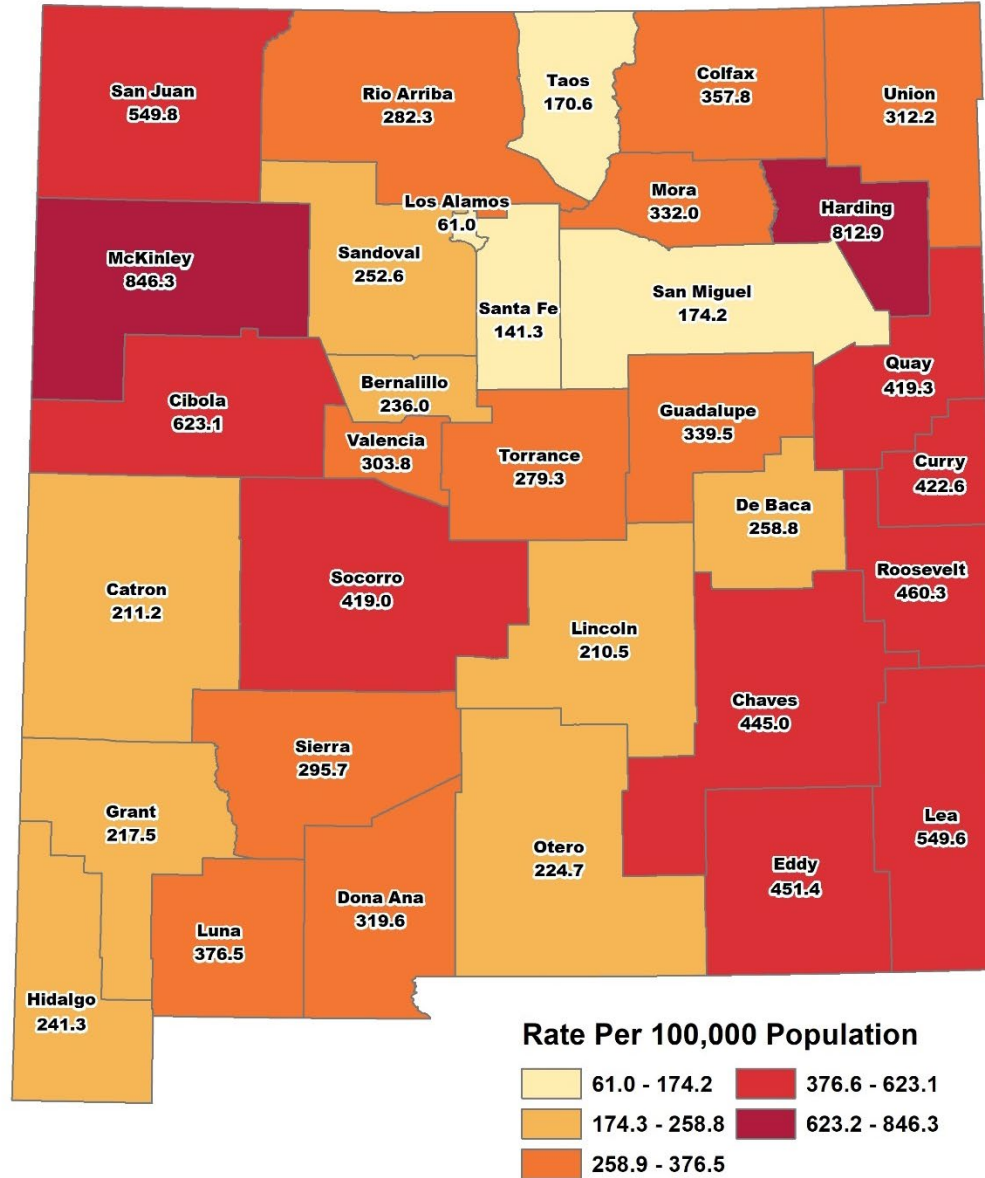 San Juan
549.8
Rio Arriba
282.3
Taos
170.6
Colfax
357.8
Union
312.2
Los Alamos
61.0
Mora
332.0
Harding
812.9
McKinley
846.3
Sandoval
252.6
Santa Fe
141.3
San Miguel
174.2
Quay
419.3
Cibola
623.1
Bernalillo
236.0
Guadalupe
339.5
Valencia
303.8
Torrance
279.3
Curry
422.6
De Baca
258.8
Catron
211.2
Socorro
419.0
Roosevelt
460.3
Lincoln
210.5
Chaves
445.0
Sierra
295.7
Grant
217.5
Otero
224.7
Lea
549.6
Eddy
451.4
Dona Ana
319.6
Luna
376.5
Hidalgo
241.3
Rate Per 100,000 Population
61.0 - 174.2
174.3 - 258.8
258.9 - 376.5
376.6 - 623.1
623.2 - 846.3